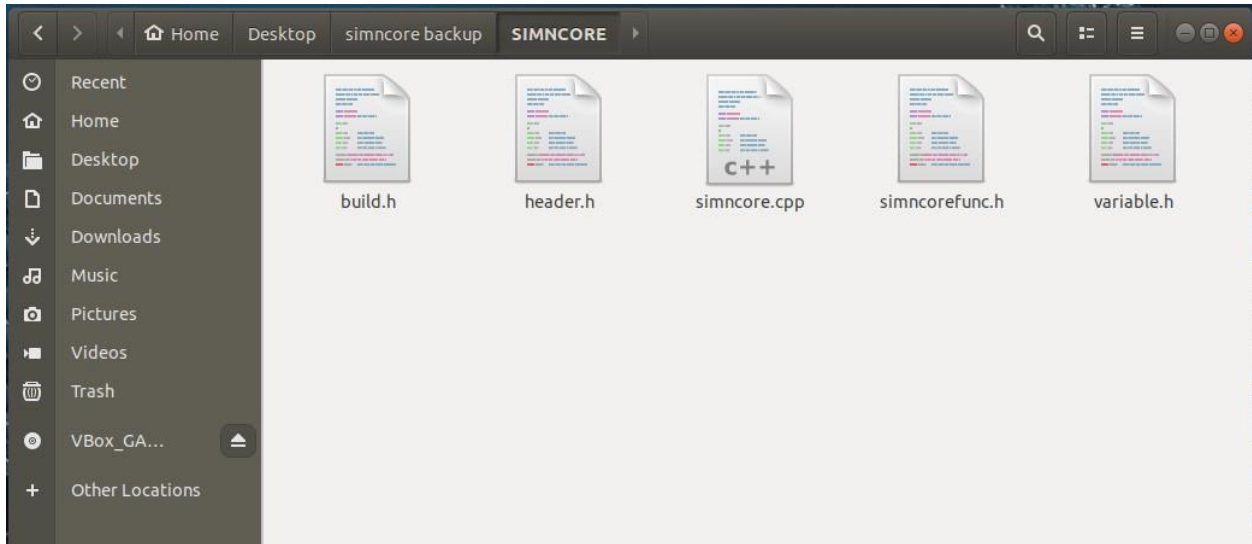 Home Desktop simncore backup SIMNCORE
Recent
Home
Desktop
Documents
Downloads
Music
Pictures
Videos
Trash
VBox_GA...
Other Locations
c++
build.h header.h simncore.cpp simncorefunc.h variable.h